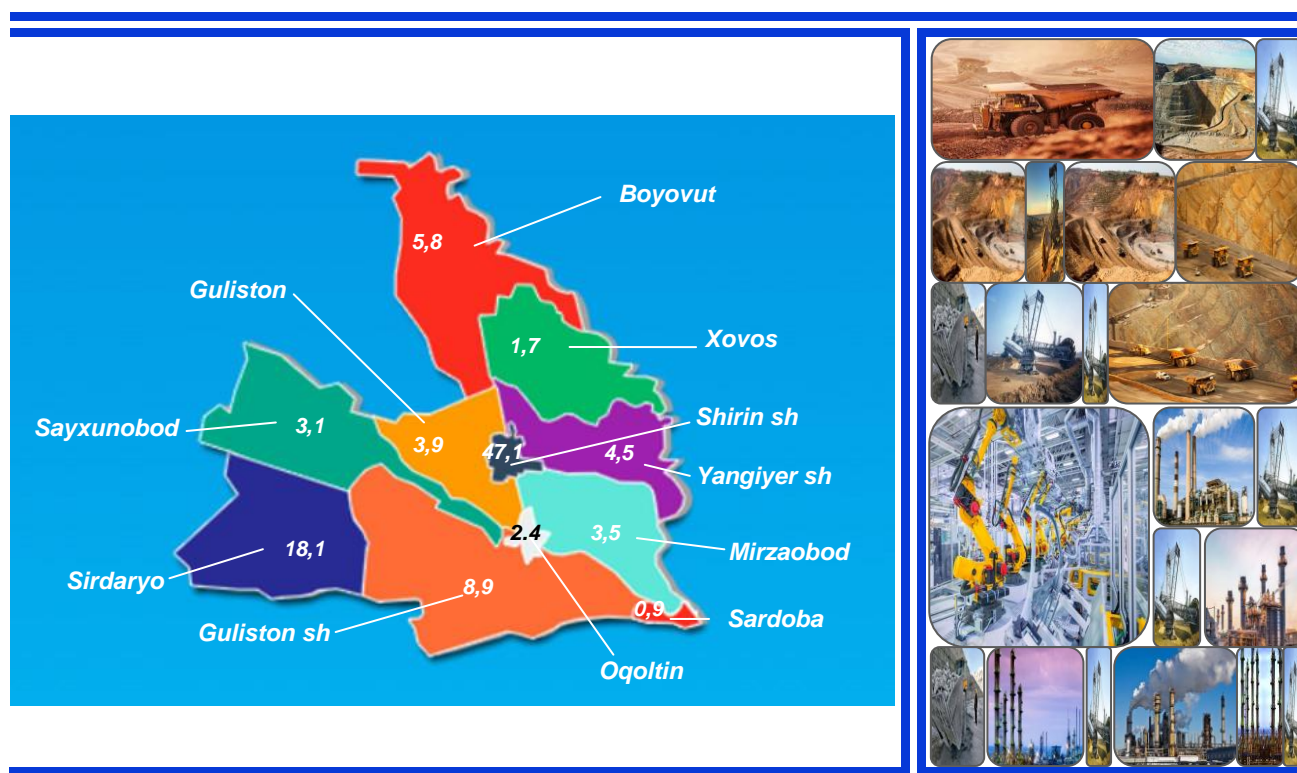 Boyovut
5,8
Guliston
1,7
Xovos
Shirin sh
Sayxunobod
3,1
3,9
47,1
4,5
Yangiyer sh
2.4
3,5
18,1
Mirzaobod
Sirdaryo
8,9
0,9
Sardoba
Guliston sh
Oqoltin